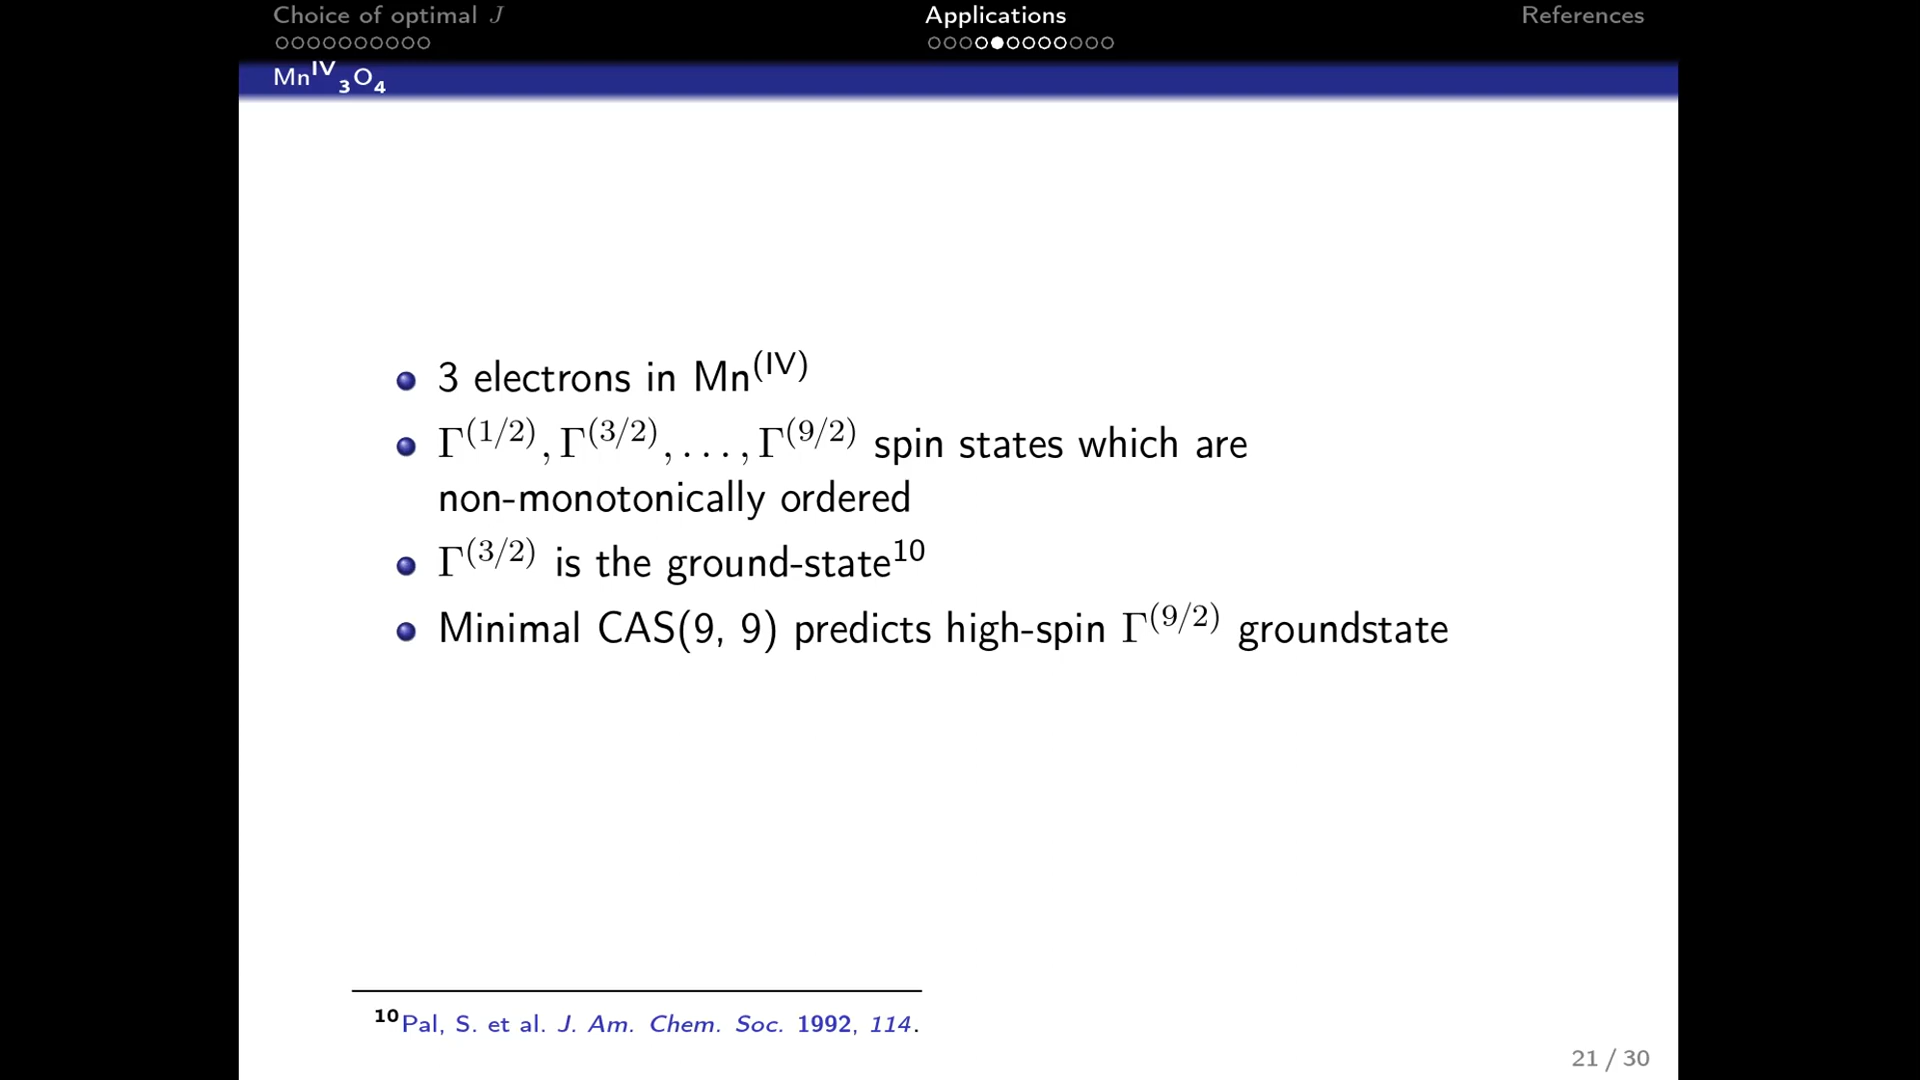 Choice of optimal J
Applications
References
Mn^IV_3O_4
3 electrons in Mn^(IV)
Γ^(1/2), Γ^(3/2), . . . , Γ^(9/2) spin states which are
non-monotonically ordered
Γ^(3/2) is the ground-state^10
Minimal CAS(9, 9) predicts high-spin Γ^(9/2) groundstate
^10Pal, S. et al. J. Am. Chem. Soc. 1992, 114.
21 / 30